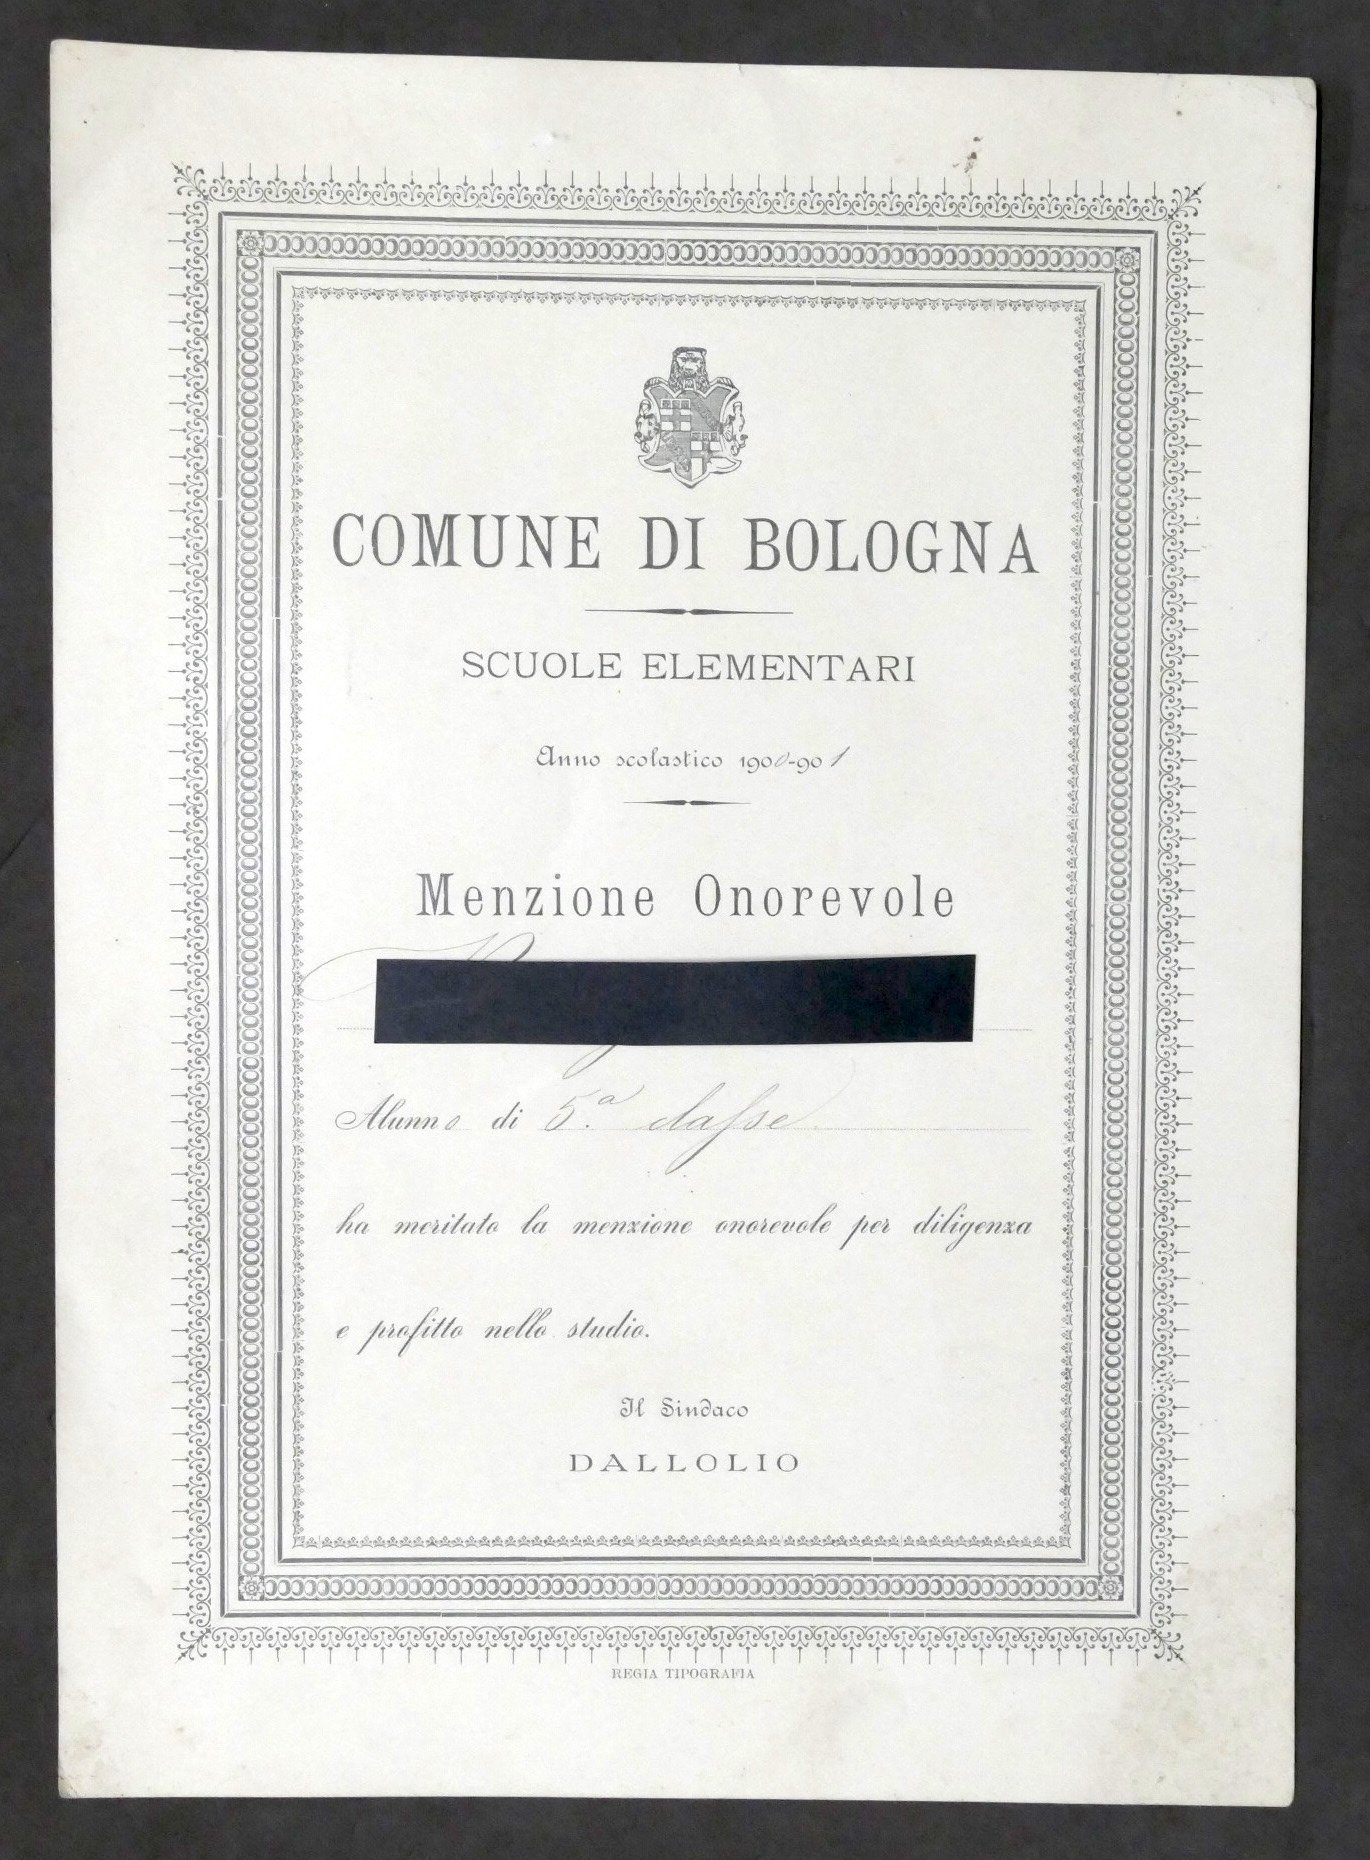 COMUNE DI BOLOGNA
SCUOLE ELEMENTARI
Anno scolastico 1900-901
Menzione Onorevole
Alunno di 5.ª classe
ha meritato la menzione onorevole per diligenza
e profitto nello studio.
Il Sindaco
DALLOLIO
REGIA TIPOGRAFIA